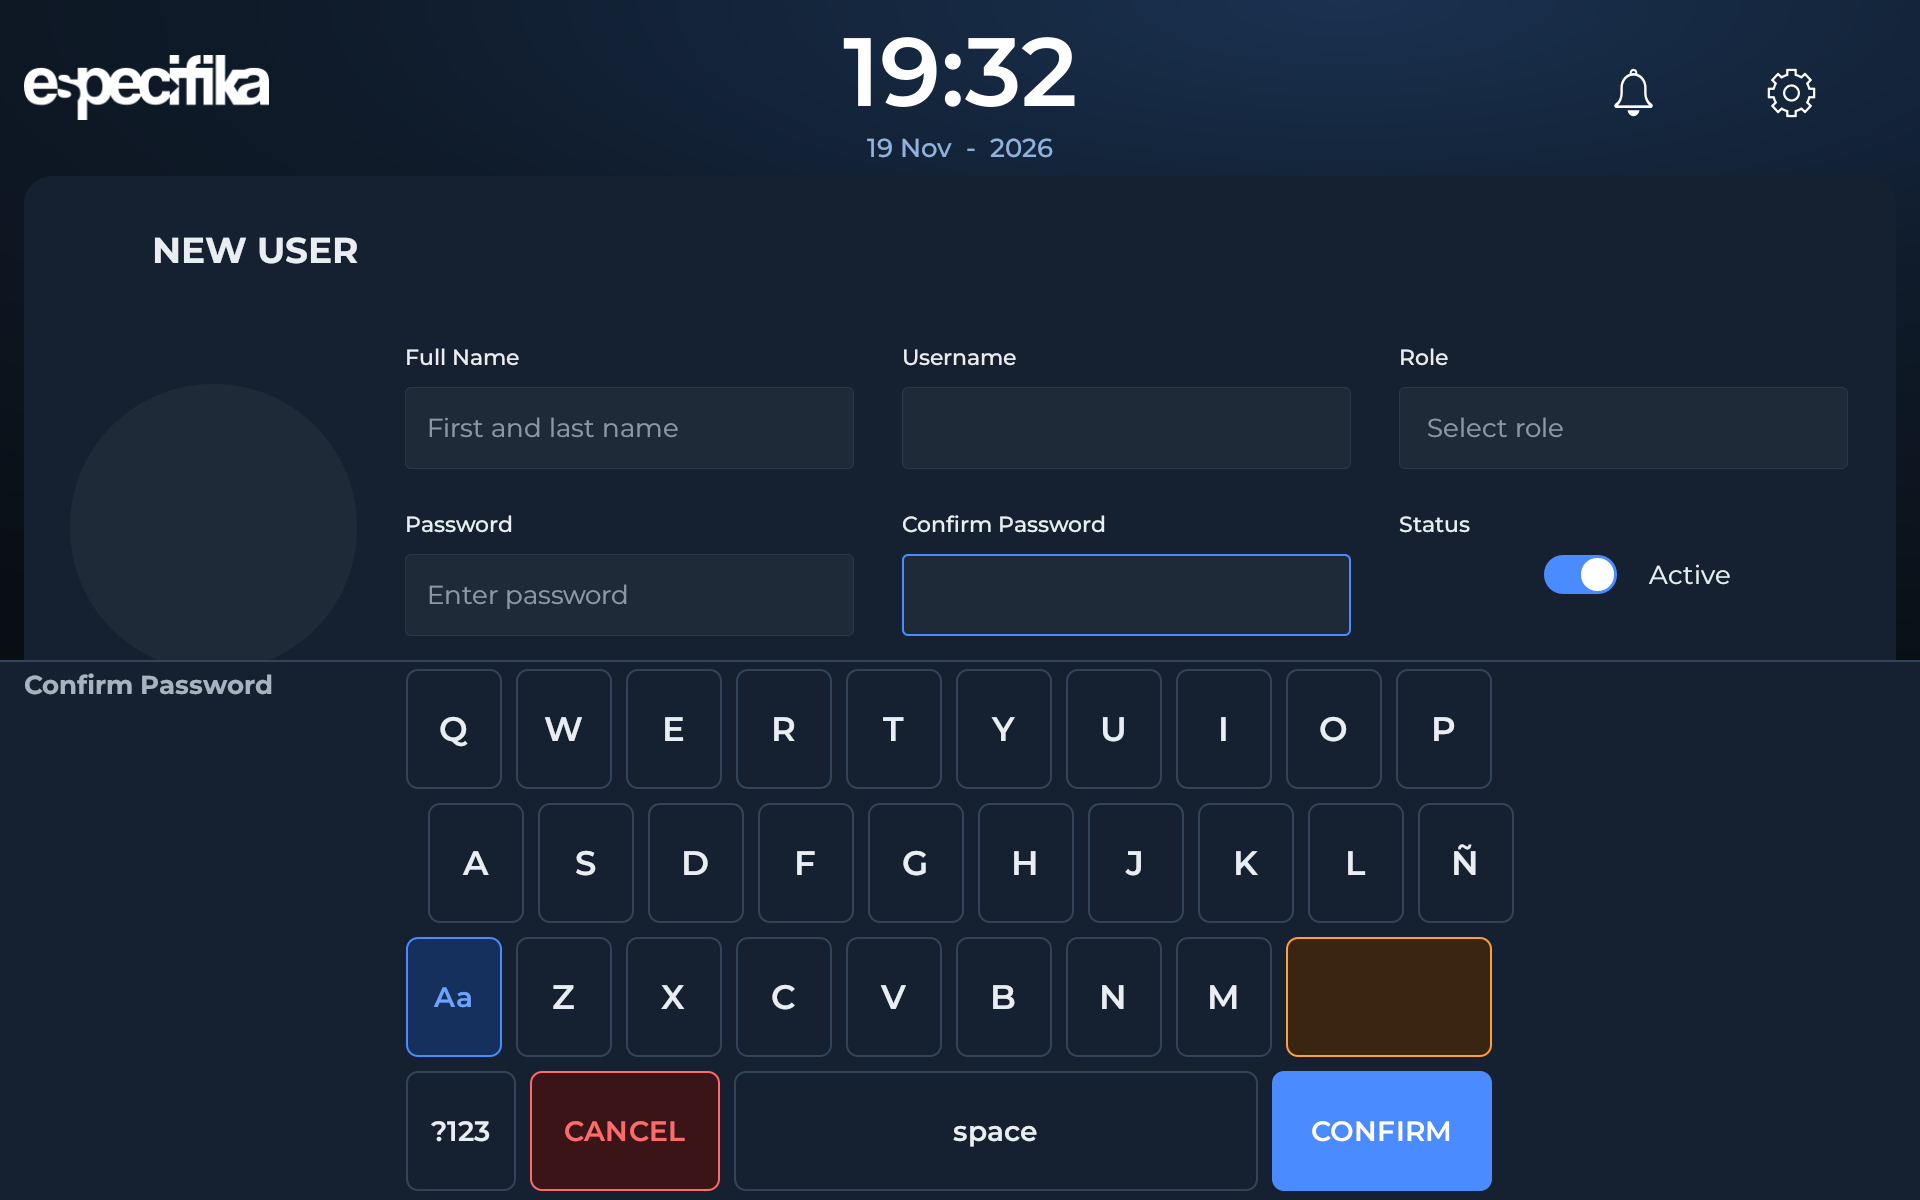 especifika
19:32
19 Nov - 2026
NEW USER
Full Name
Username
Role
First and last name
Select role
Password
Confirm Password
Status
Enter password
Active
Confirm Password
Q W E R T Y U I O P
A S D F G H J K L Ñ
Aa Z X C V B N M
?123 CANCEL space CONFIRM